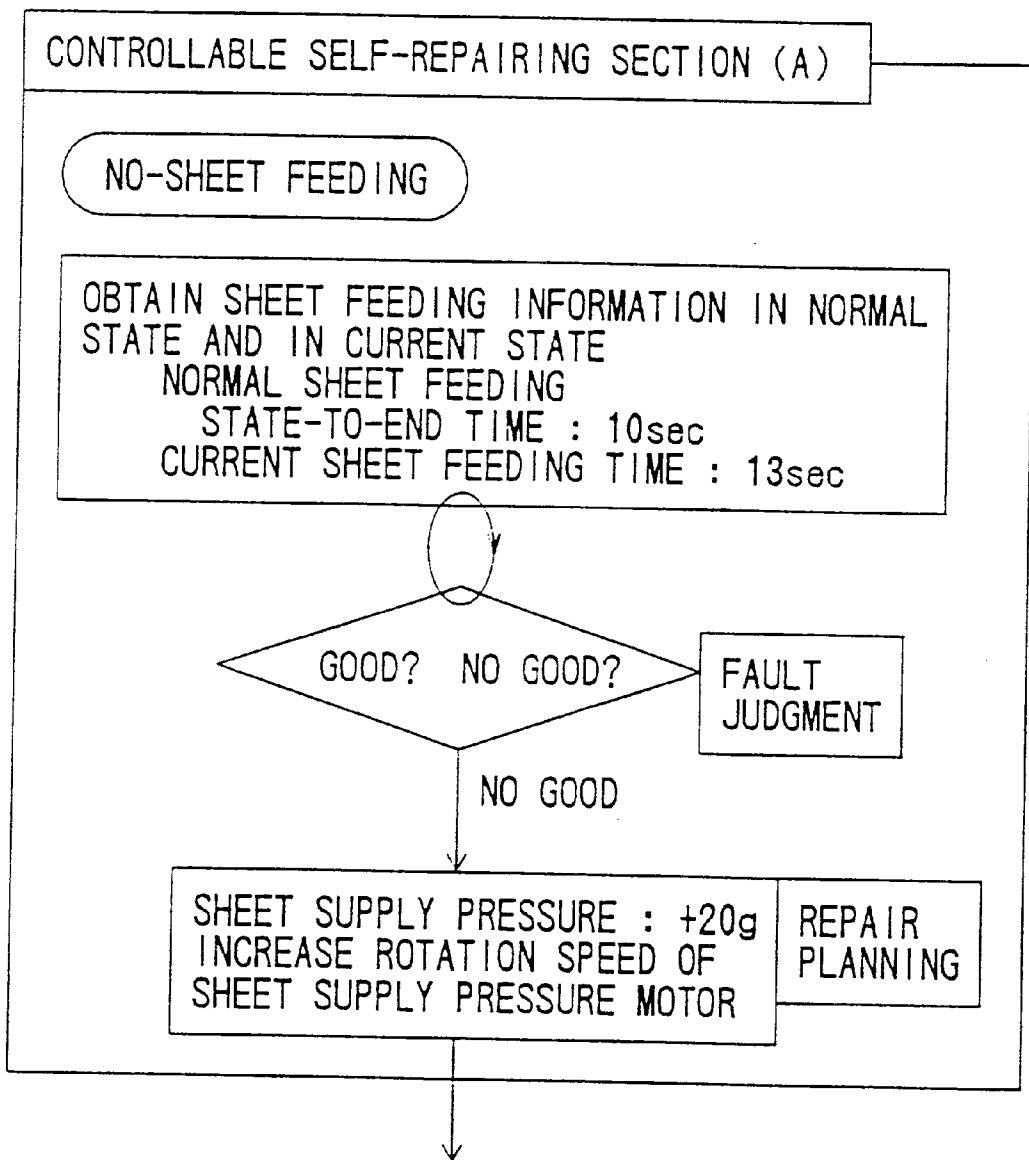 CONTROLLABLE SELF-REPAIRING SECTION (A)
NO-SHEET FEEDING
OBTAIN SHEET FEEDING INFORMATION IN NORMAL
STATE AND IN CURRENT STATE
NORMAL SHEET FEEDING
STATE-TO-END TIME : 10sec
CURRENT SHEET FEEDING TIME : 13sec
GOOD? NO GOOD?
FAULT
JUDGMENT
NO GOOD
SHEET SUPPLY PRESSURE : +20g
INCREASE ROTATION SPEED OF
SHEET SUPPLY PRESSURE MOTOR
REPAIR
PLANNING